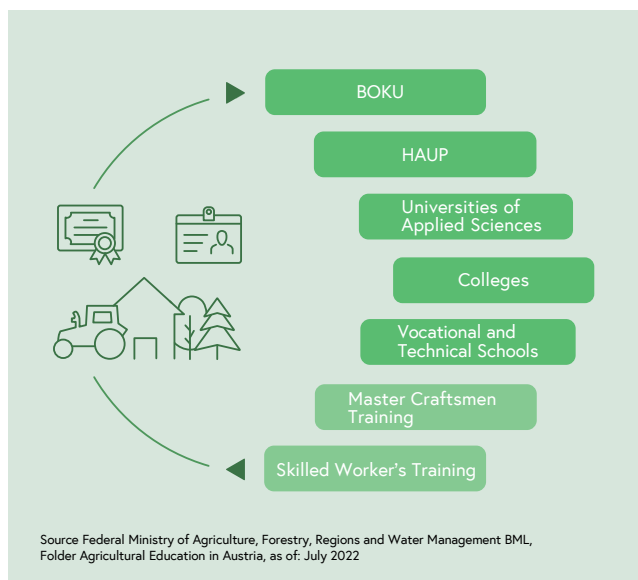 BOKU
HAUP
Universities of
Applied Sciences
Colleges
Vocational and
Technical Schools
Master Craftsmen
Training
Skilled Worker's Training
Source Federal Ministry of Agriculture, Forestry, Regions and Water Management BML,
Folder Agricultural Education in Austria, as of: July 2022